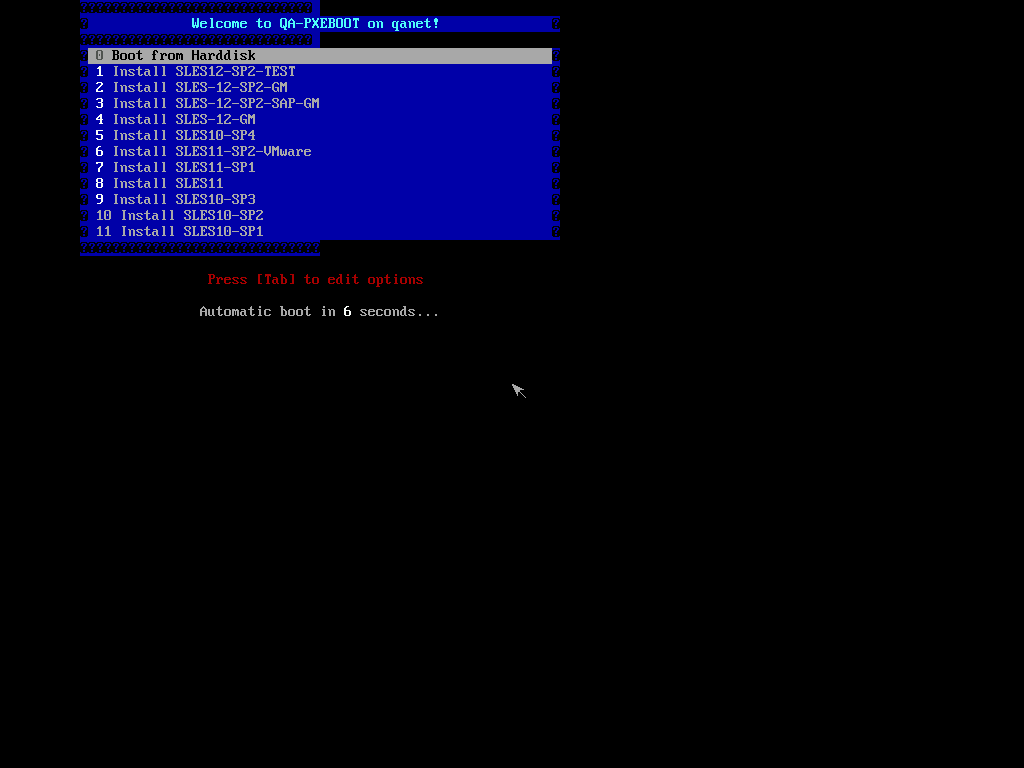 Welcome to QA-PXEBOOT on qanet!
0 Boot from Harddisk
1 Install SLES12-SP2-TEST
2 Install SLES-12-SP2-GM
3 Install SLES-12-SP2-SAP-GM
4 Install SLES-12-GM
5 Install SLES10-SP4
6 Install SLES11-SP2-VMware
7 Install SLES11-SP1
8 Install SLES11
9 Install SLES10-SP3
10 Install SLES10-SP2
11 Install SLES10-SP1
Press [Tab] to edit options
Automatic boot in 6 seconds...